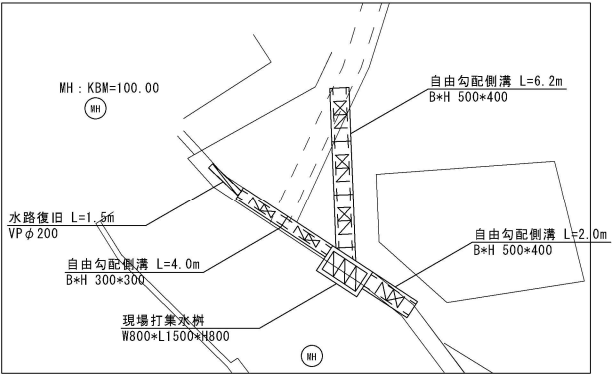 自由勾配側溝 L=6.2m
B*H 500*400
MH : KBM=100.00
MH
水路復旧 L=1.5m
VPφ200
自由勾配側溝 L=2.0m
B*H 500*400
自由勾配側溝 L=4.0m
B*H 300*300
現場打集水桝
W800*L1500*H800
MH